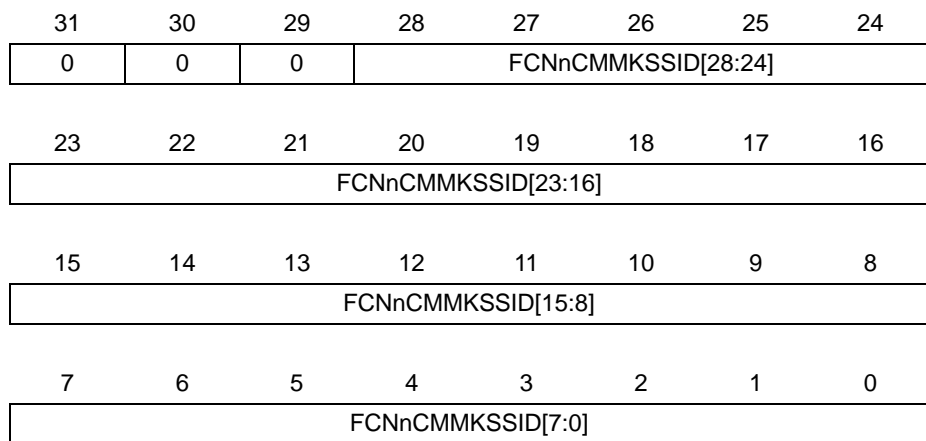 31 30 29 28 27 26 25 24
0 0 0 FCNnCMMKSSID[28:24]
23 22 21 20 19 18 17 16
FCNnCMMKSSID[23:16]
15 14 13 12 11 10 9 8
FCNnCMMKSSID[15:8]
7 6 5 4 3 2 1 0
FCNnCMMKSSID[7:0]